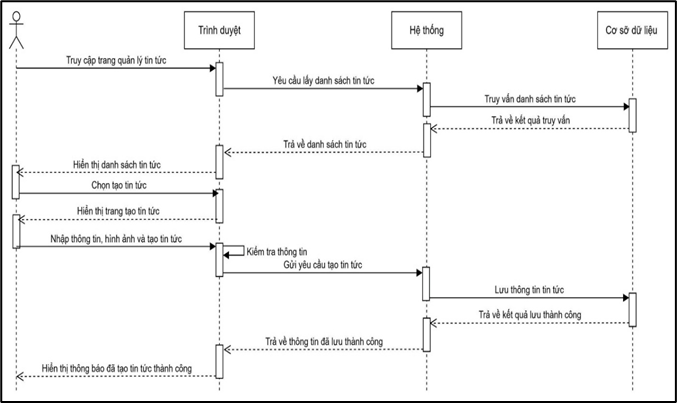 Trình duyệt
Hệ thống
Cơ sỡ dữ liệu
Truy cập trang quản lý tin tức
Yêu cầu lấy danh sách tin tức
Truy vấn danh sách tin tức
Trả về kết quả truy vấn
Trả về danh sách tin tức
Hiển thị danh sách tin tức
Chọn tạo tin tức
Hiển thị trang tạo tin tức
Nhập thông tin, hình ảnh và tạo tin tức
Kiểm tra thông tin
Gửi yêu cầu tạo tin tức
Lưu thông tin tin tức
Trả về kết quả lưu thành công
Trả về thông tin đã lưu thành công
Hiển thị thông báo đã tạo tin tức thành công